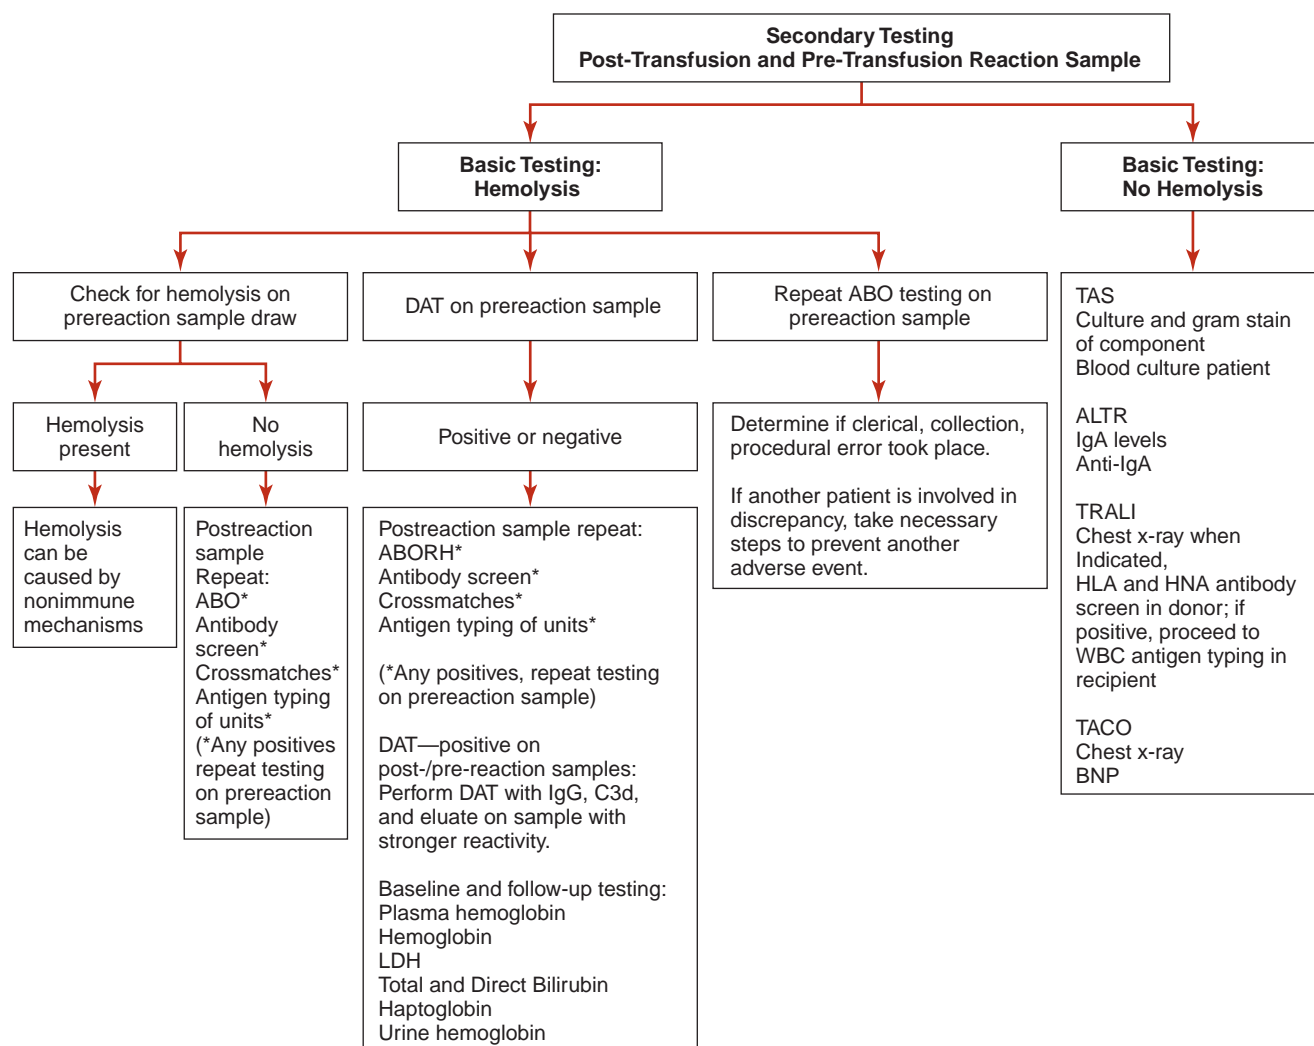 Secondary Testing
Post-Transfusion and Pre-Transfusion Reaction Sample
Basic Testing:
Hemolysis
Basic Testing:
No Hemolysis
Check for hemolysis on
prereaction sample draw
DAT on prereaction sample
Repeat ABO testing on
prereaction sample
TAS
Culture and gram stain
of component
Blood culture patient
ALTR
IgA levels
Anti-IgA
TRALI
Chest x-ray when
Indicated,
HLA and HNA antibody
screen in donor; if
positive, proceed to
WBC antigen typing in
recipient
TACO
Chest x-ray
BNP
Hemolysis
present
No
hemolysis
Positive or negative
Determine if clerical, collection,
procedural error took place.
If another patient is involved in
discrepancy, take necessary
steps to prevent another
adverse event.
Hemolysis
can be
caused by
nonimmune
mechanisms
Postreaction
sample
Repeat:
ABO*
Antibody
screen*
Crossmatches*
Antigen typing
of units*
(*Any positives
repeat testing
on prereaction
sample)
Postreaction sample repeat:
ABORH*
Antibody screen*
Crossmatches*
Antigen typing of units*
(*Any positives, repeat testing
on prereaction sample)
DAT—positive on
post-/pre-reaction samples:
Perform DAT with IgG, C3d,
and eluate on sample with
stronger reactivity.
Baseline and follow-up testing:
Plasma hemoglobin
Hemoglobin
LDH
Total and Direct Bilirubin
Haptoglobin
Urine hemoglobin